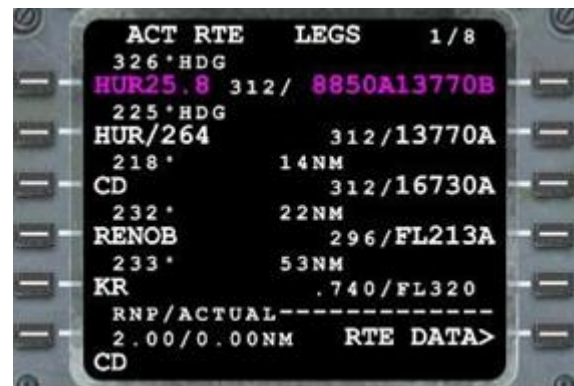 ACT RTE LEGS 1/8
326°HDG
HUR25.8 312/ 8850A13770B
225°HDG
HUR/264 312/13770A
218° 14NM
CD 312/16730A
232° 22NM
RENOB 296/FL213A
233° 53NM
KR .740/FL320
RNP/ACTUAL--------------
2.00/0.00NM RTE DATA>
CD